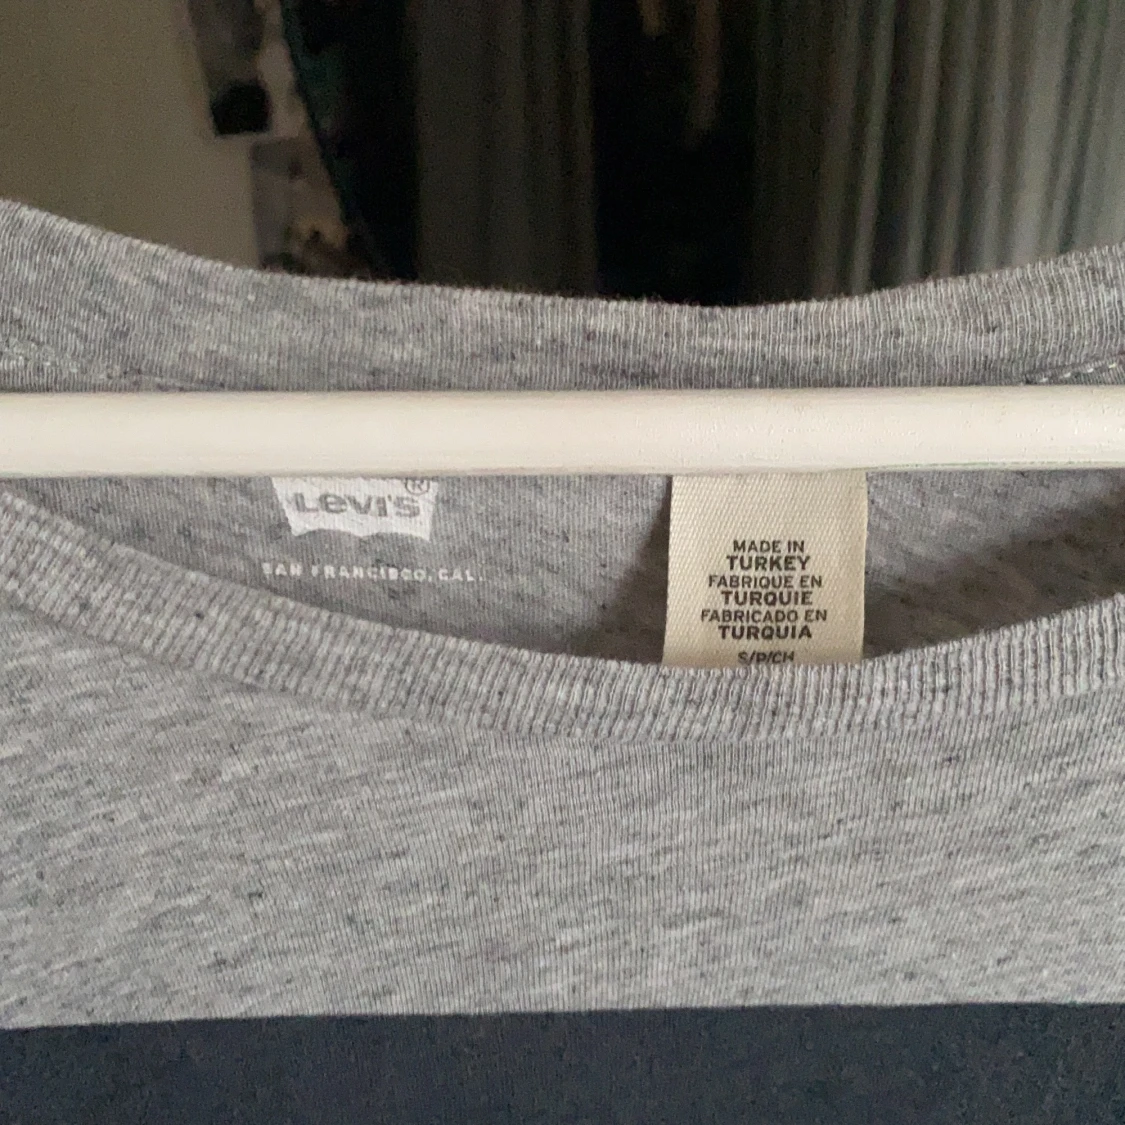 Levi's®
SAN FRANCISCO, CAL.
MADE IN
TURKEY
FABRIQUE EN
TURQUIE
FABRICADO EN
TURQUIA
S/P/CH